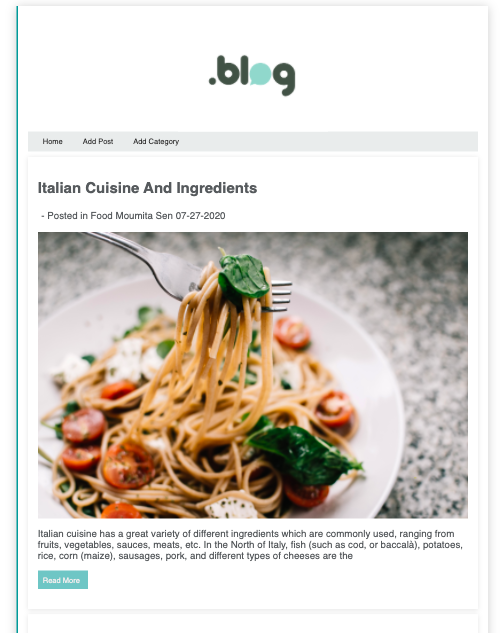 .blog
Home Add Post Add Category
Italian Cuisine And Ingredients
- Posted in Food Moumita Sen 07-27-2020
Italian cuisine has a great variety of different ingredients which are commonly used, ranging from
fruits, vegetables, sauces, meats, etc. In the North of Italy, fish (such as cod, or baccalà), potatoes,
rice, corn (maize), sausages, pork, and different types of cheeses are the
Read More